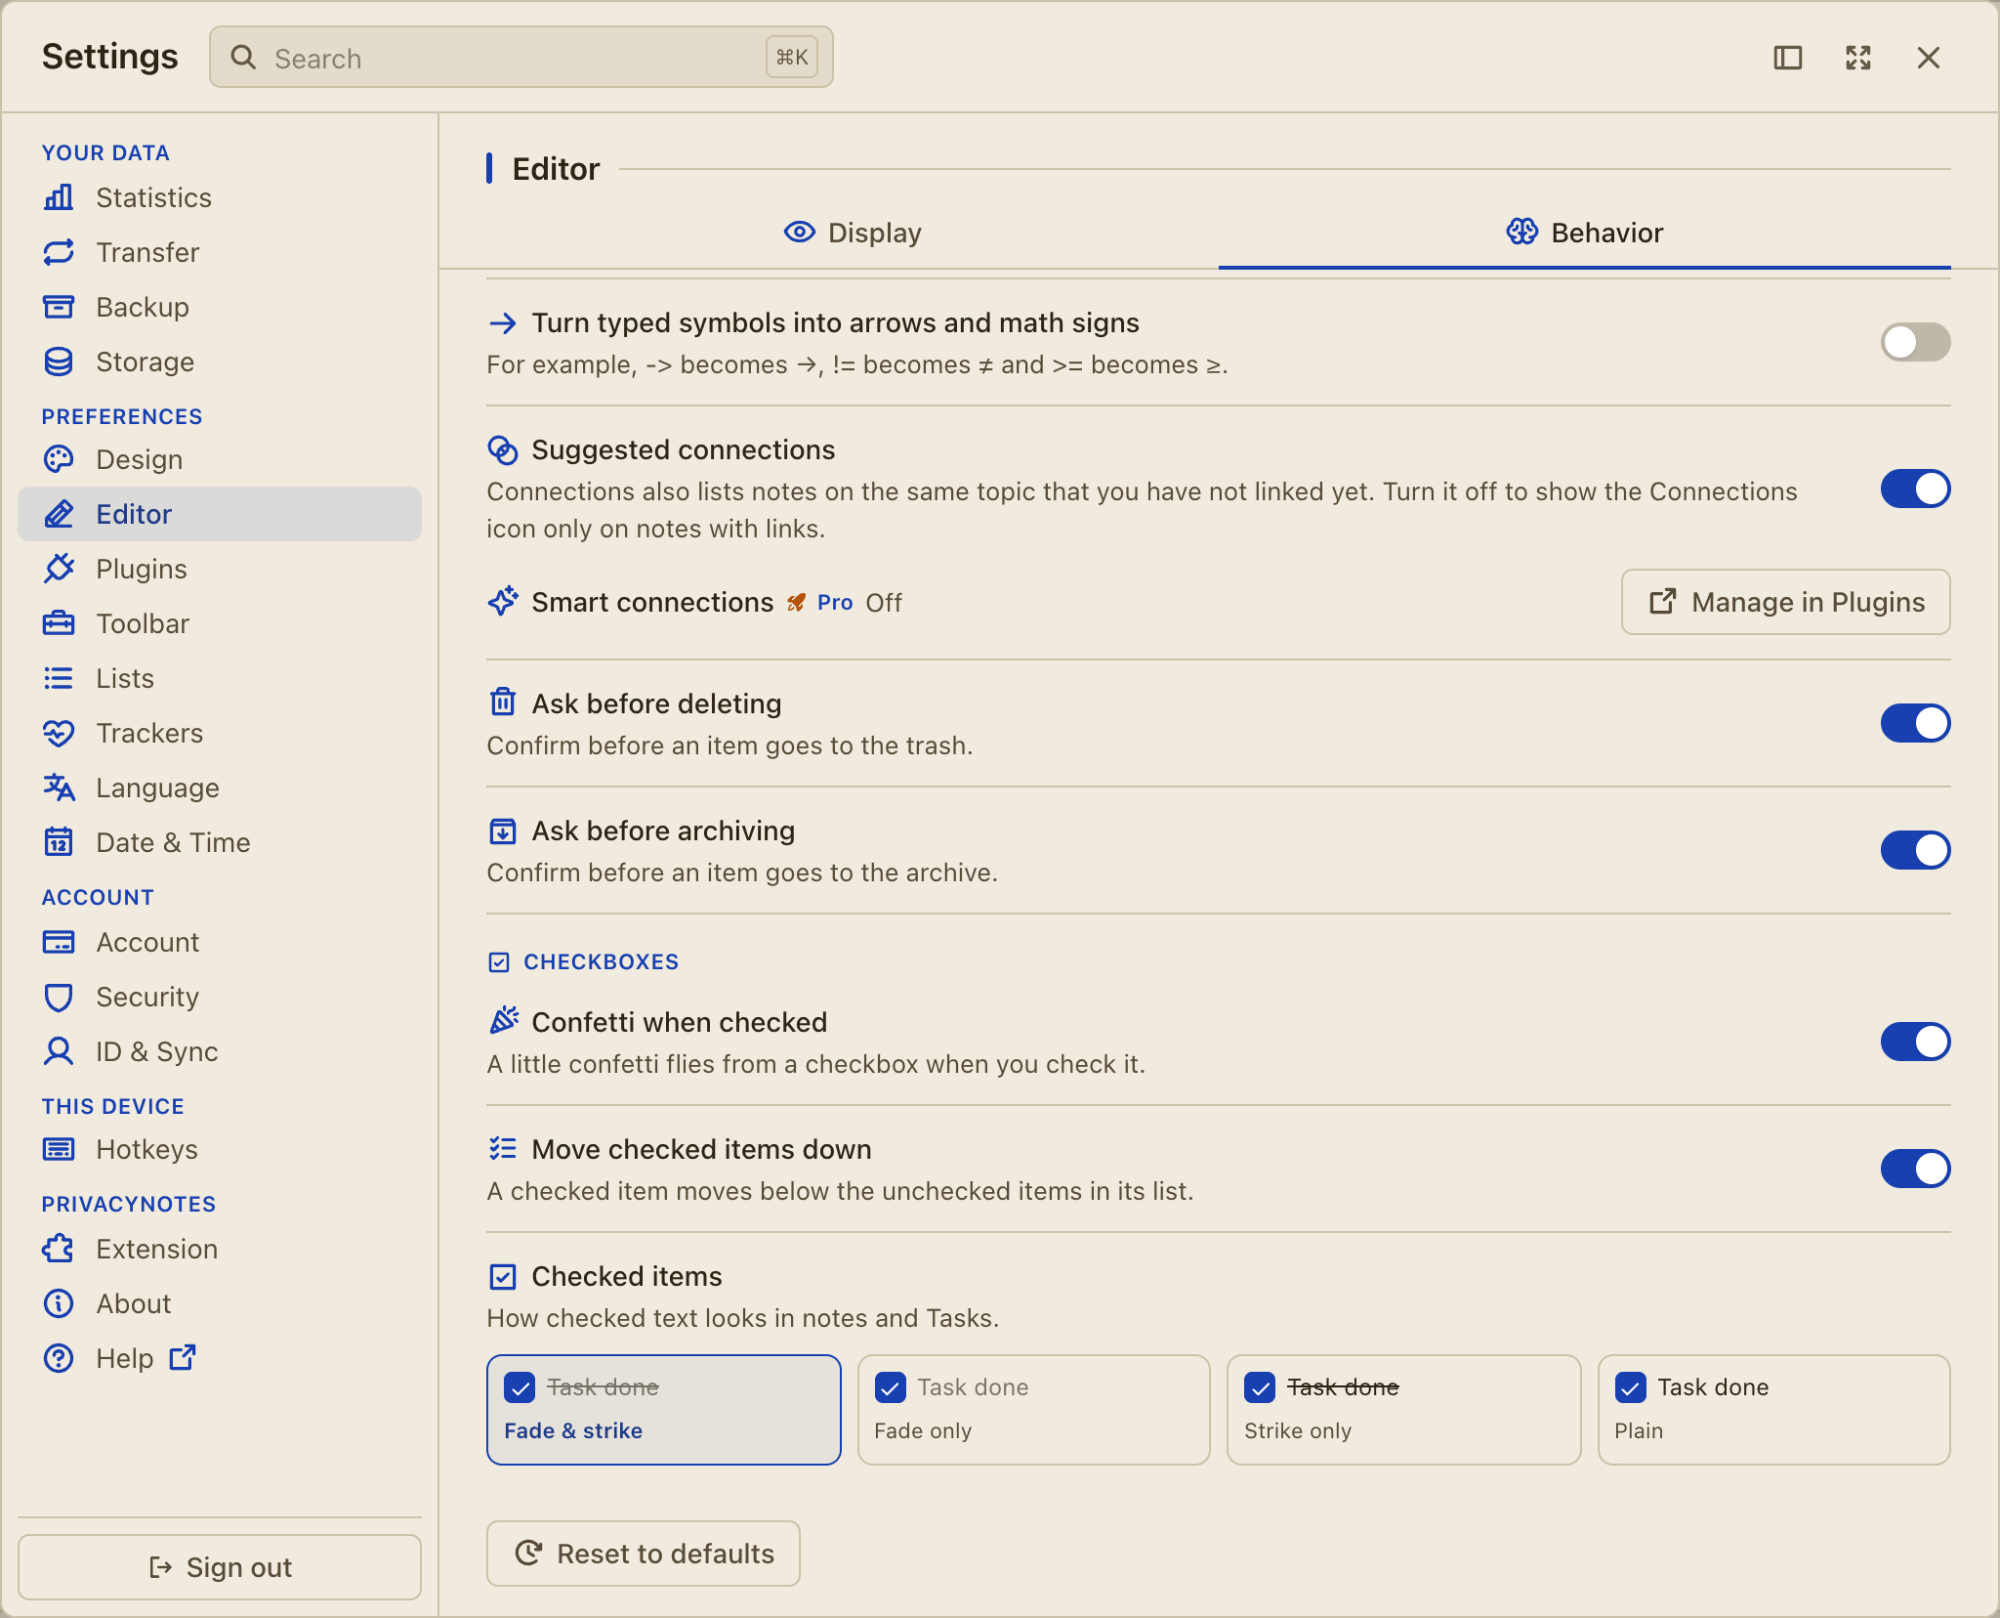 Settings
Search
⌘K
YOUR DATA
Statistics
Transfer
Backup
Storage
PREFERENCES
Design
Editor
Plugins
Toolbar
Lists
Trackers
Language
Date & Time
ACCOUNT
Account
Security
ID & Sync
THIS DEVICE
Hotkeys
PRIVACYNOTES
Extension
About
Help
Sign out
Editor
Display
Behavior
Turn typed symbols into arrows and math signs
For example, -> becomes →, != becomes ≠ and >= becomes ≥.
Suggested connections
Connections also lists notes on the same topic that you have not linked yet. Turn it off to show the Connections
icon only on notes with links.
Smart connections Pro Off
Manage in Plugins
Ask before deleting
Confirm before an item goes to the trash.
Ask before archiving
Confirm before an item goes to the archive.
CHECKBOXES
Confetti when checked
A little confetti flies from a checkbox when you check it.
Move checked items down
A checked item moves below the unchecked items in its list.
Checked items
How checked text looks in notes and Tasks.
Task done
Fade & strike
Task done
Fade only
Task done
Strike only
Task done
Plain
Reset to defaults